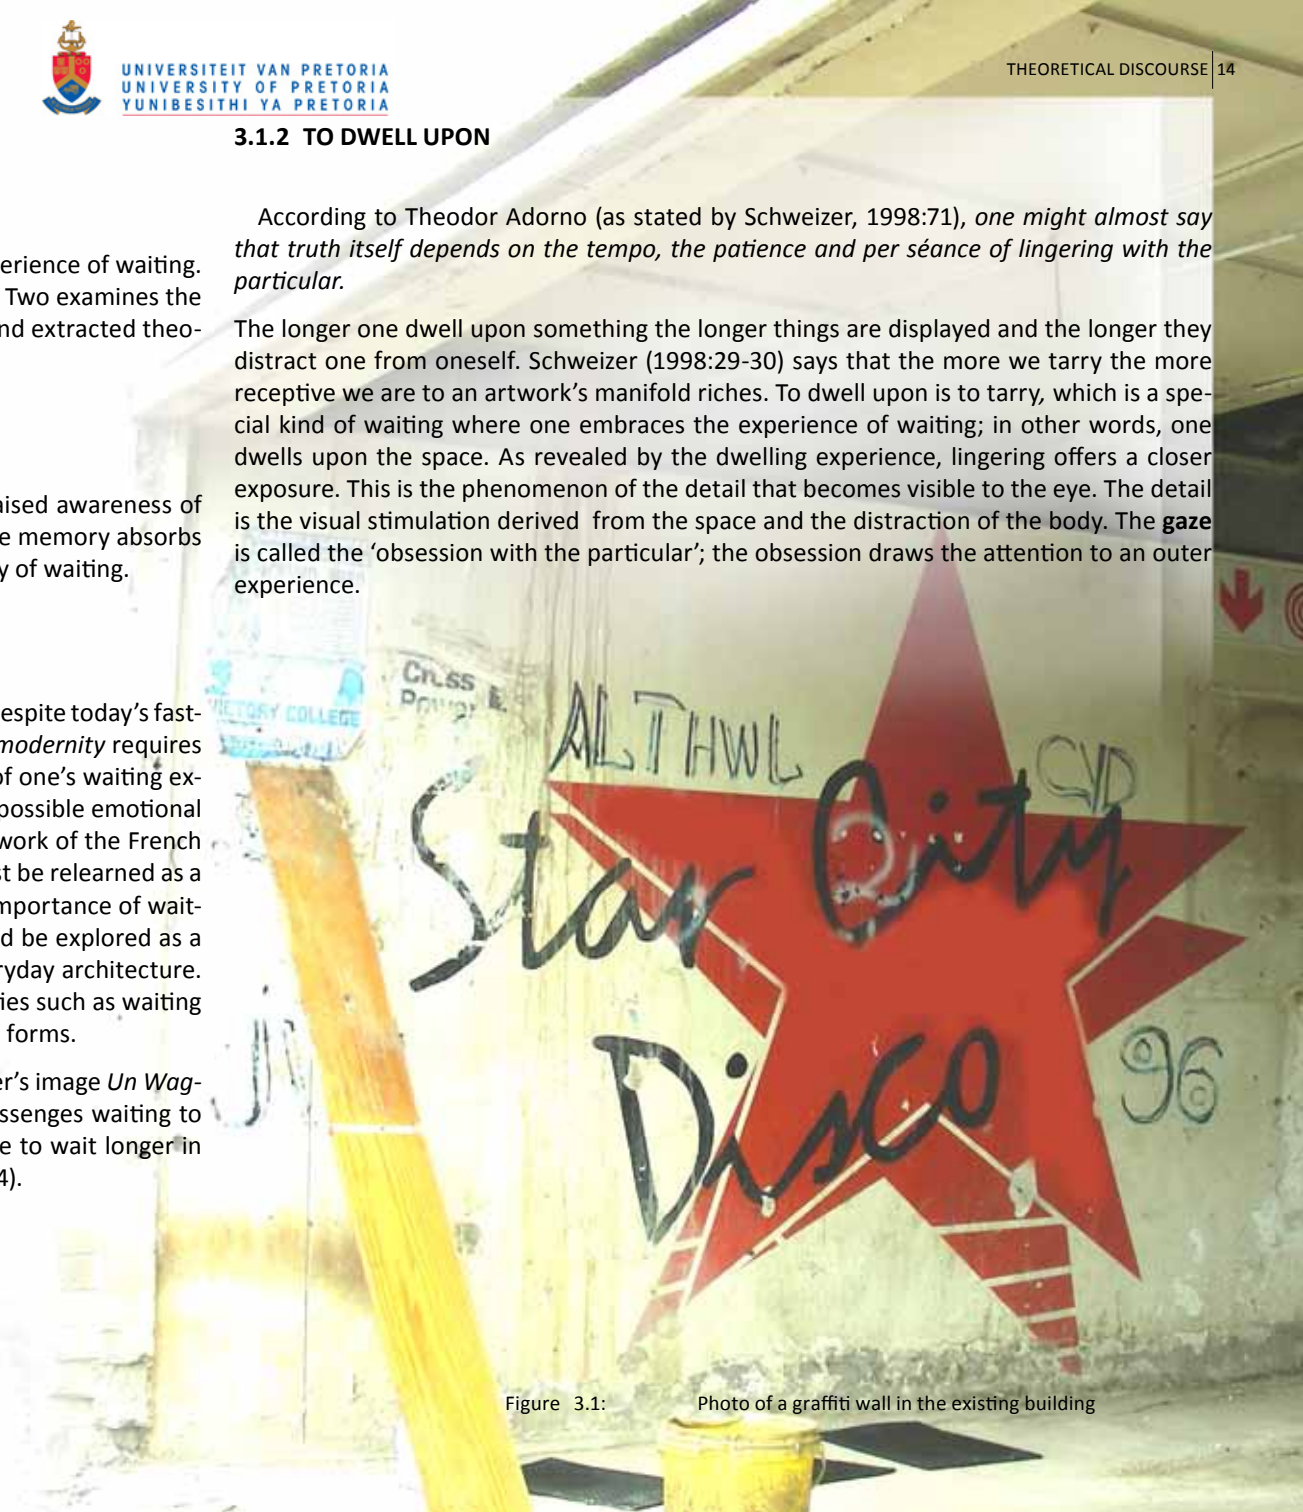 UNIVERSITEIT VAN PRETORIA
UNIVERSITY OF PRETORIA
YUNIBESITHI YA PRETORIA
THEORETICAL DISCOURSE 14
erience of waiting.
Two examines the
nd extracted theo-
aised awareness of
e memory absorbs
y of waiting.
espite today's fast-
modernity requires
of one's waiting ex-
possible emotional
work of the French
st be relearned as a
mportance of wait-
d be explored as a
ryday architecture.
ies such as waiting
forms.
er's image Un Wag-
ssenges waiting to
e to wait longer in
4).
3.1.2 TO DWELL UPON
According to Theodor Adorno (as stated by Schweizer, 1998:71), one might almost say
that truth itself depends on the tempo, the patience and per séance of lingering with the
particular.
The longer one dwell upon something the longer things are displayed and the longer they
distract one from oneself. Schweizer (1998:29-30) says that the more we tarry the more
receptive we are to an artwork's manifold riches. To dwell upon is to tarry, which is a spe-
cial kind of waiting where one embraces the experience of waiting; in other words, one
dwells upon the space. As revealed by the dwelling experience, lingering offers a closer
exposure. This is the phenomenon of the detail that becomes visible to the eye. The detail
is the visual stimulation derived from the space and the distraction of the body. The gaze
is called the 'obsession with the particular'; the obsession draws the attention to an outer
experience.
VICTORY COLLEGE
Power
ALTHWL
Star City
Disco
96
Figure 3.1: Photo of a graffiti wall in the existing building